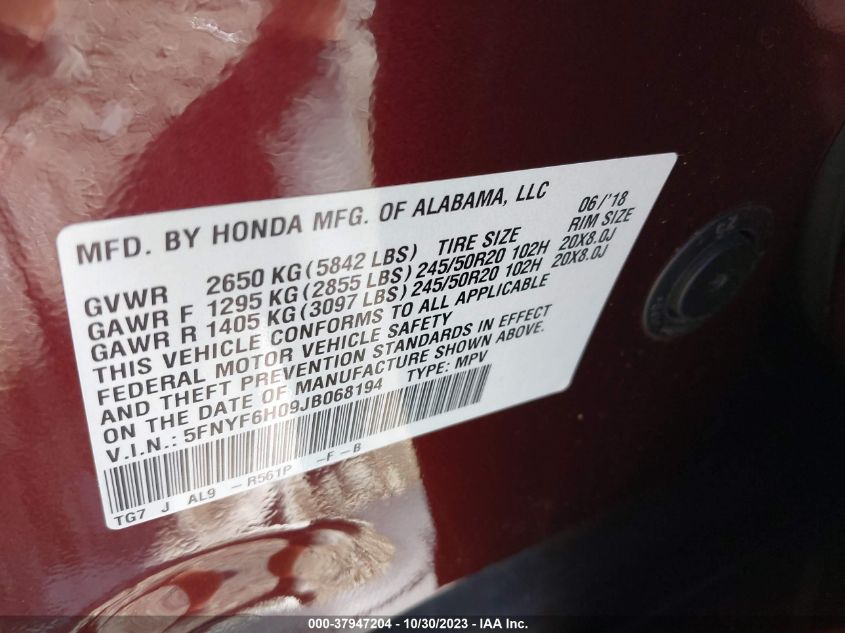 MFD. BY HONDA MFG. OF ALABAMA, LLC 06/'18
GVWR 2650 KG (5842 LBS) TIRE SIZE RIM SIZE
GAWR F 1295 KG (2855 LBS) 245/50R20 102H 20X8.0J
GAWR R 1405 KG (3097 LBS) 245/50R20 102H 20X8.0J
THIS VEHICLE CONFORMS TO ALL APPLICABLE
FEDERAL MOTOR VEHICLE SAFETY
AND THEFT PREVENTION STANDARDS IN EFFECT
ON THE DATE OF MANUFACTURE SHOWN ABOVE.
V.I.N.: 5FNYF6H09JB068194 TYPE: MPV
TG7 J AL9 - R561P -F-B
000-37947204 - 10/30/2023 - IAA Inc.